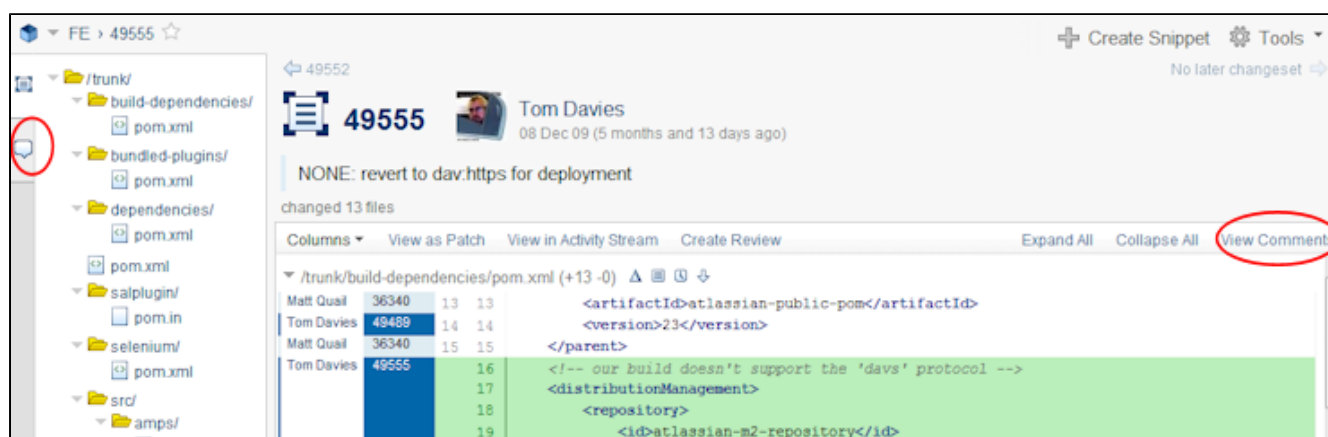 FE › 49555
Create Snippet Tools
/trunk/
build-dependencies/
pom.xml
bundled-plugins/
pom.xml
dependencies/
pom.xml
pom.xml
salplugin/
pom.in
selenium/
pom.xml
src/
amps/
49552
No later changeset
49555
Tom Davies
08 Dec 09 (5 months and 13 days ago)
NONE: revert to dav:https for deployment
changed 13 files
Columns View as Patch View in Activity Stream Create Review Expand All Collapse All View Comment
/trunk/build-dependencies/pom.xml (+13 -0)
Matt Quail 36340 13 13 <artifactId>atlassian-public-pom</artifactId>
Tom Davies 49489 14 14 <version>23</version>
Matt Quail 36340 15 15 </parent>
Tom Davies 49555 16 <!-- our build doesn't support the 'davs' protocol -->
17 <distributionManagement>
18 <repository>
19 <id>atlassian-m2-repository</id>